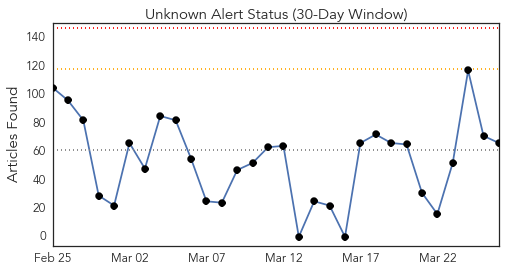 Unknown Alert Status (30-Day Window)
Articles Found
140
120
100
80
60
40
20
0
Feb 25 Mar 02 Mar 07 Mar 12 Mar 17 Mar 22